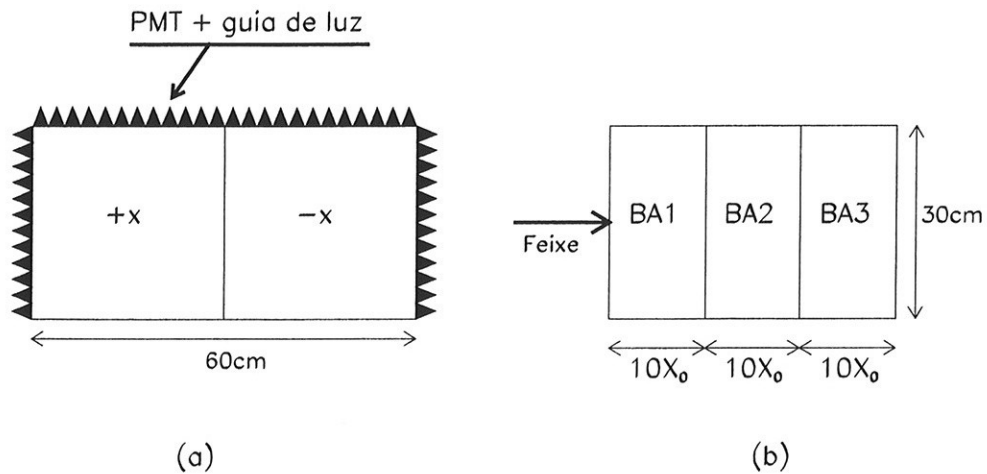 PMT + guia de luz
+x
-x
60cm
(a)
Feixe
BA1
BA2
BA3
30cm
10X₀
10X₀
10X₀
(b)